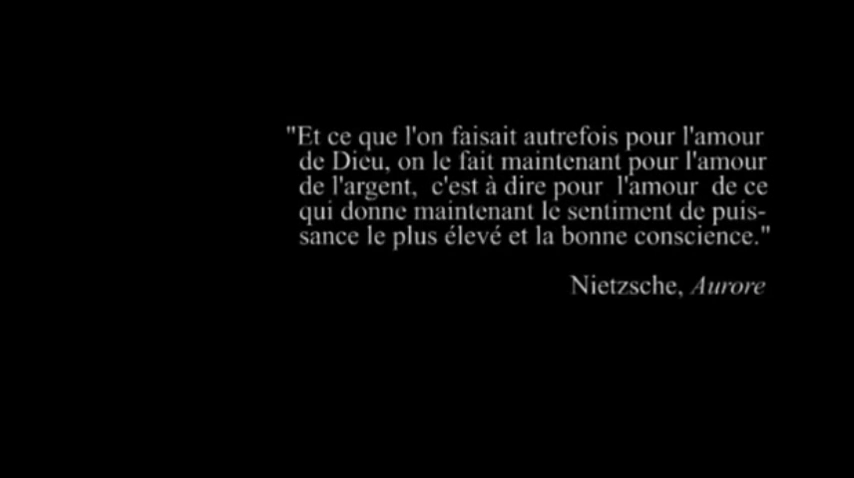 "Et ce que l'on faisait autrefois pour l'amour
de Dieu, on le fait maintenant pour l'amour
de l'argent, c'est à dire pour l'amour de ce
qui donne maintenant le sentiment de puis-
sance le plus élevé et la bonne conscience."
Nietzsche, Aurore